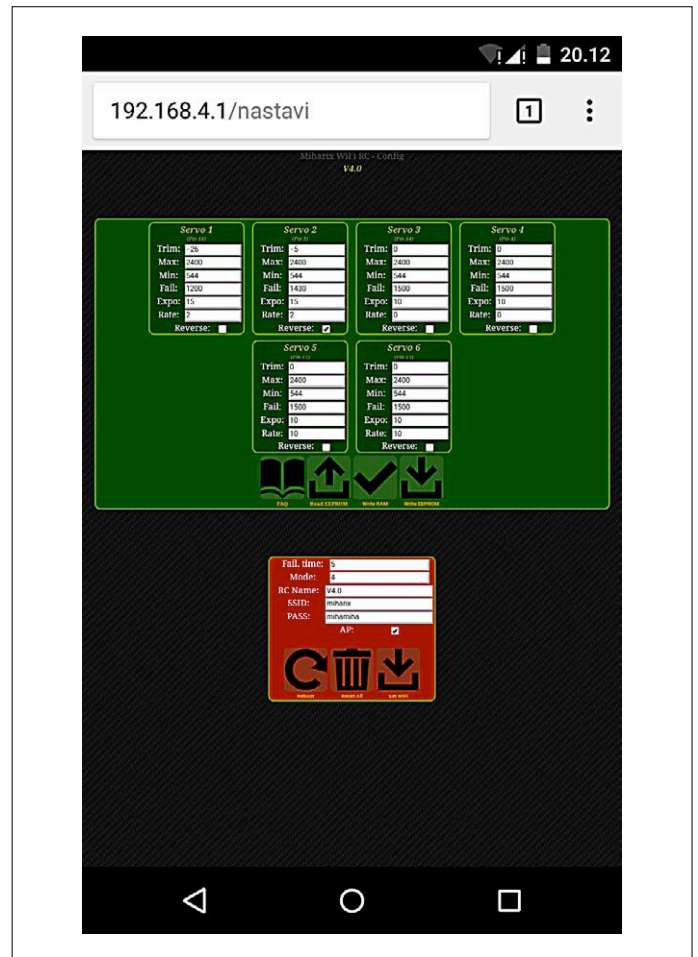 20.12
192.168.4.1/nastavi
1
Miharix WiFi RC - Config
V4.0
Servo 1 Servo 2 Servo 3 Servo 4
Trim: -26 Trim: -5 Trim: 0 Trim: 0
Max: 2400 Max: 2400 Max: 2400 Max: 2400
Min: 544 Min: 544 Min: 544 Min: 544
Fail: 1200 Fail: 1430 Fail: 1500 Fail: 1500
Expo: 15 Expo: 15 Expo: 10 Expo: 10
Rate: 2 Rate: 2 Rate: 0 Rate: 0
Reverse: Reverse: Reverse: Reverse:
Servo 5 Servo 6
Trim: 0 Trim: 0
Max: 2400 Max: 2400
Min: 544 Min: 544
Fail: 1500 Fail: 1500
Expo: 10 Expo: 10
Rate: 10 Rate: 10
Reverse: Reverse:
FAQ Read EEPROM Write RAM Write EEPROM
Fail. time: 5
Mode: 4
RC Name: V4.0
SSID: miharix
PASS: mihamiha
AP:
Reboot Reset All Set WiFi